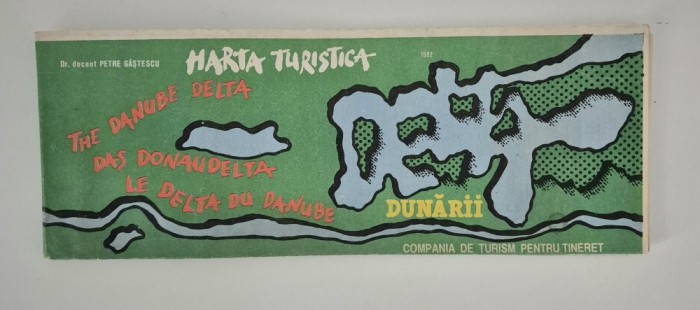 Dr. docent PETRE GÂȘTESCU
HARTA TURISTICA
1992
THE DANUBE DELTA
DAS DONAUDELTA
LE DELTA DU DANUBE
DELTA
DUNĂRII
COMPANIA DE TURISM PENTRU TINERET